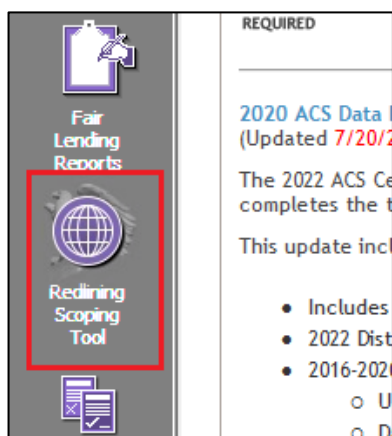 REQUIRED
Fair
Lending
Reports
Redlining
Scoping
Tool
2020 ACS Data
(Updated 7/20/2
The 2022 ACS Ce
completes the t
This update incl
• Includes
• 2022 Dist
• 2016-2020
○ U
○ D